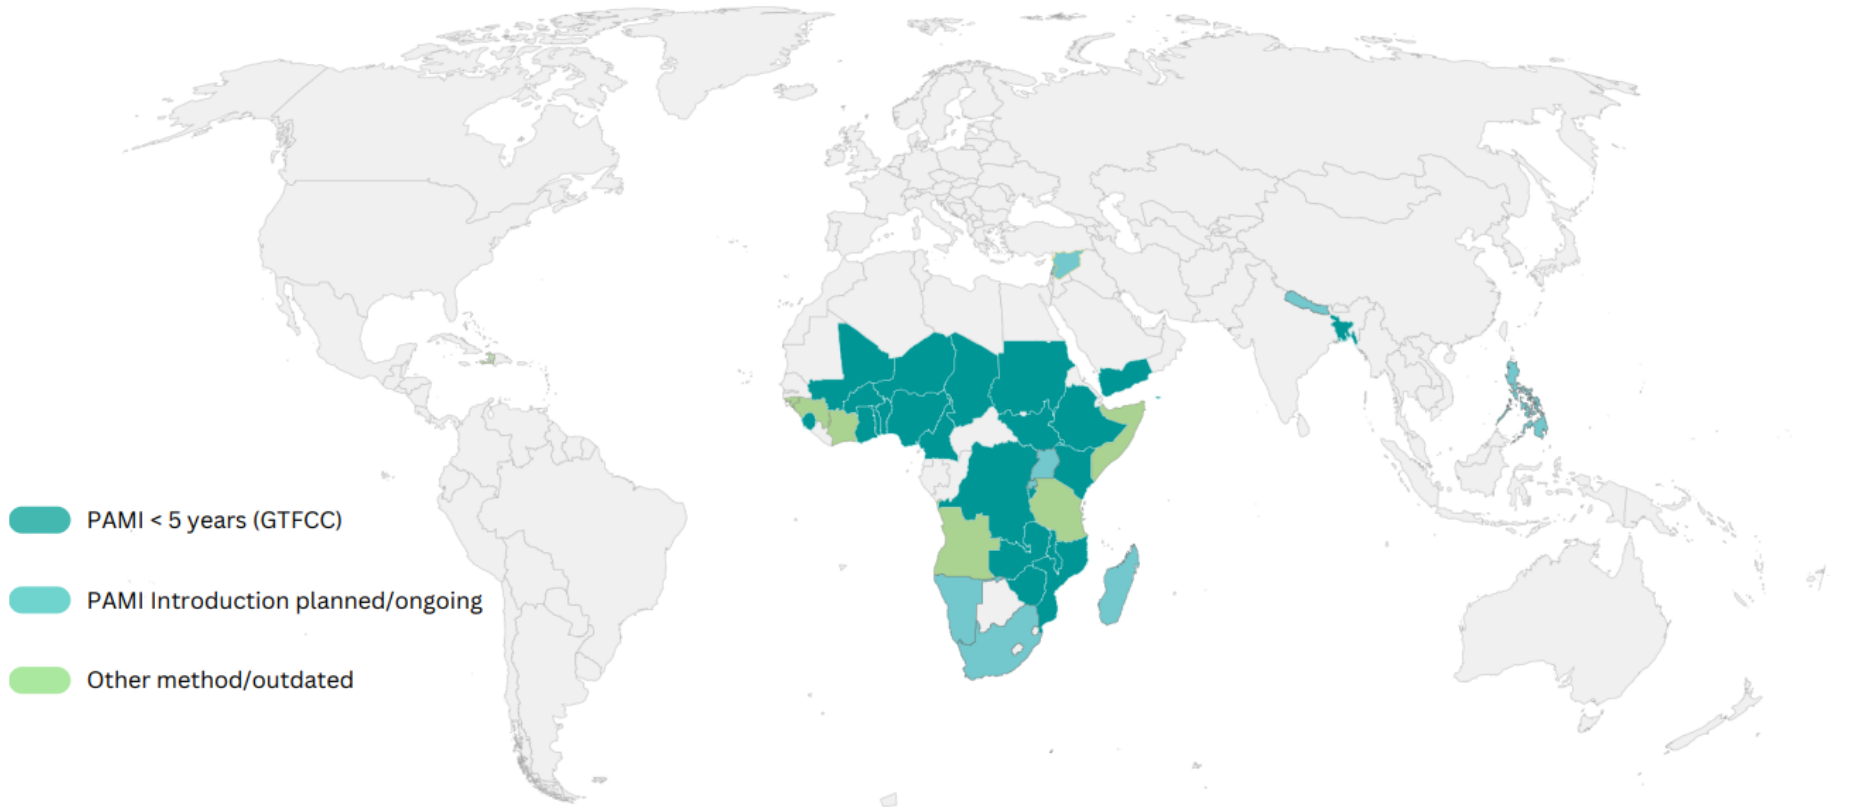 PAMI < 5 years (GTFCC)
PAMI Introduction planned/ongoing
Other method/outdated